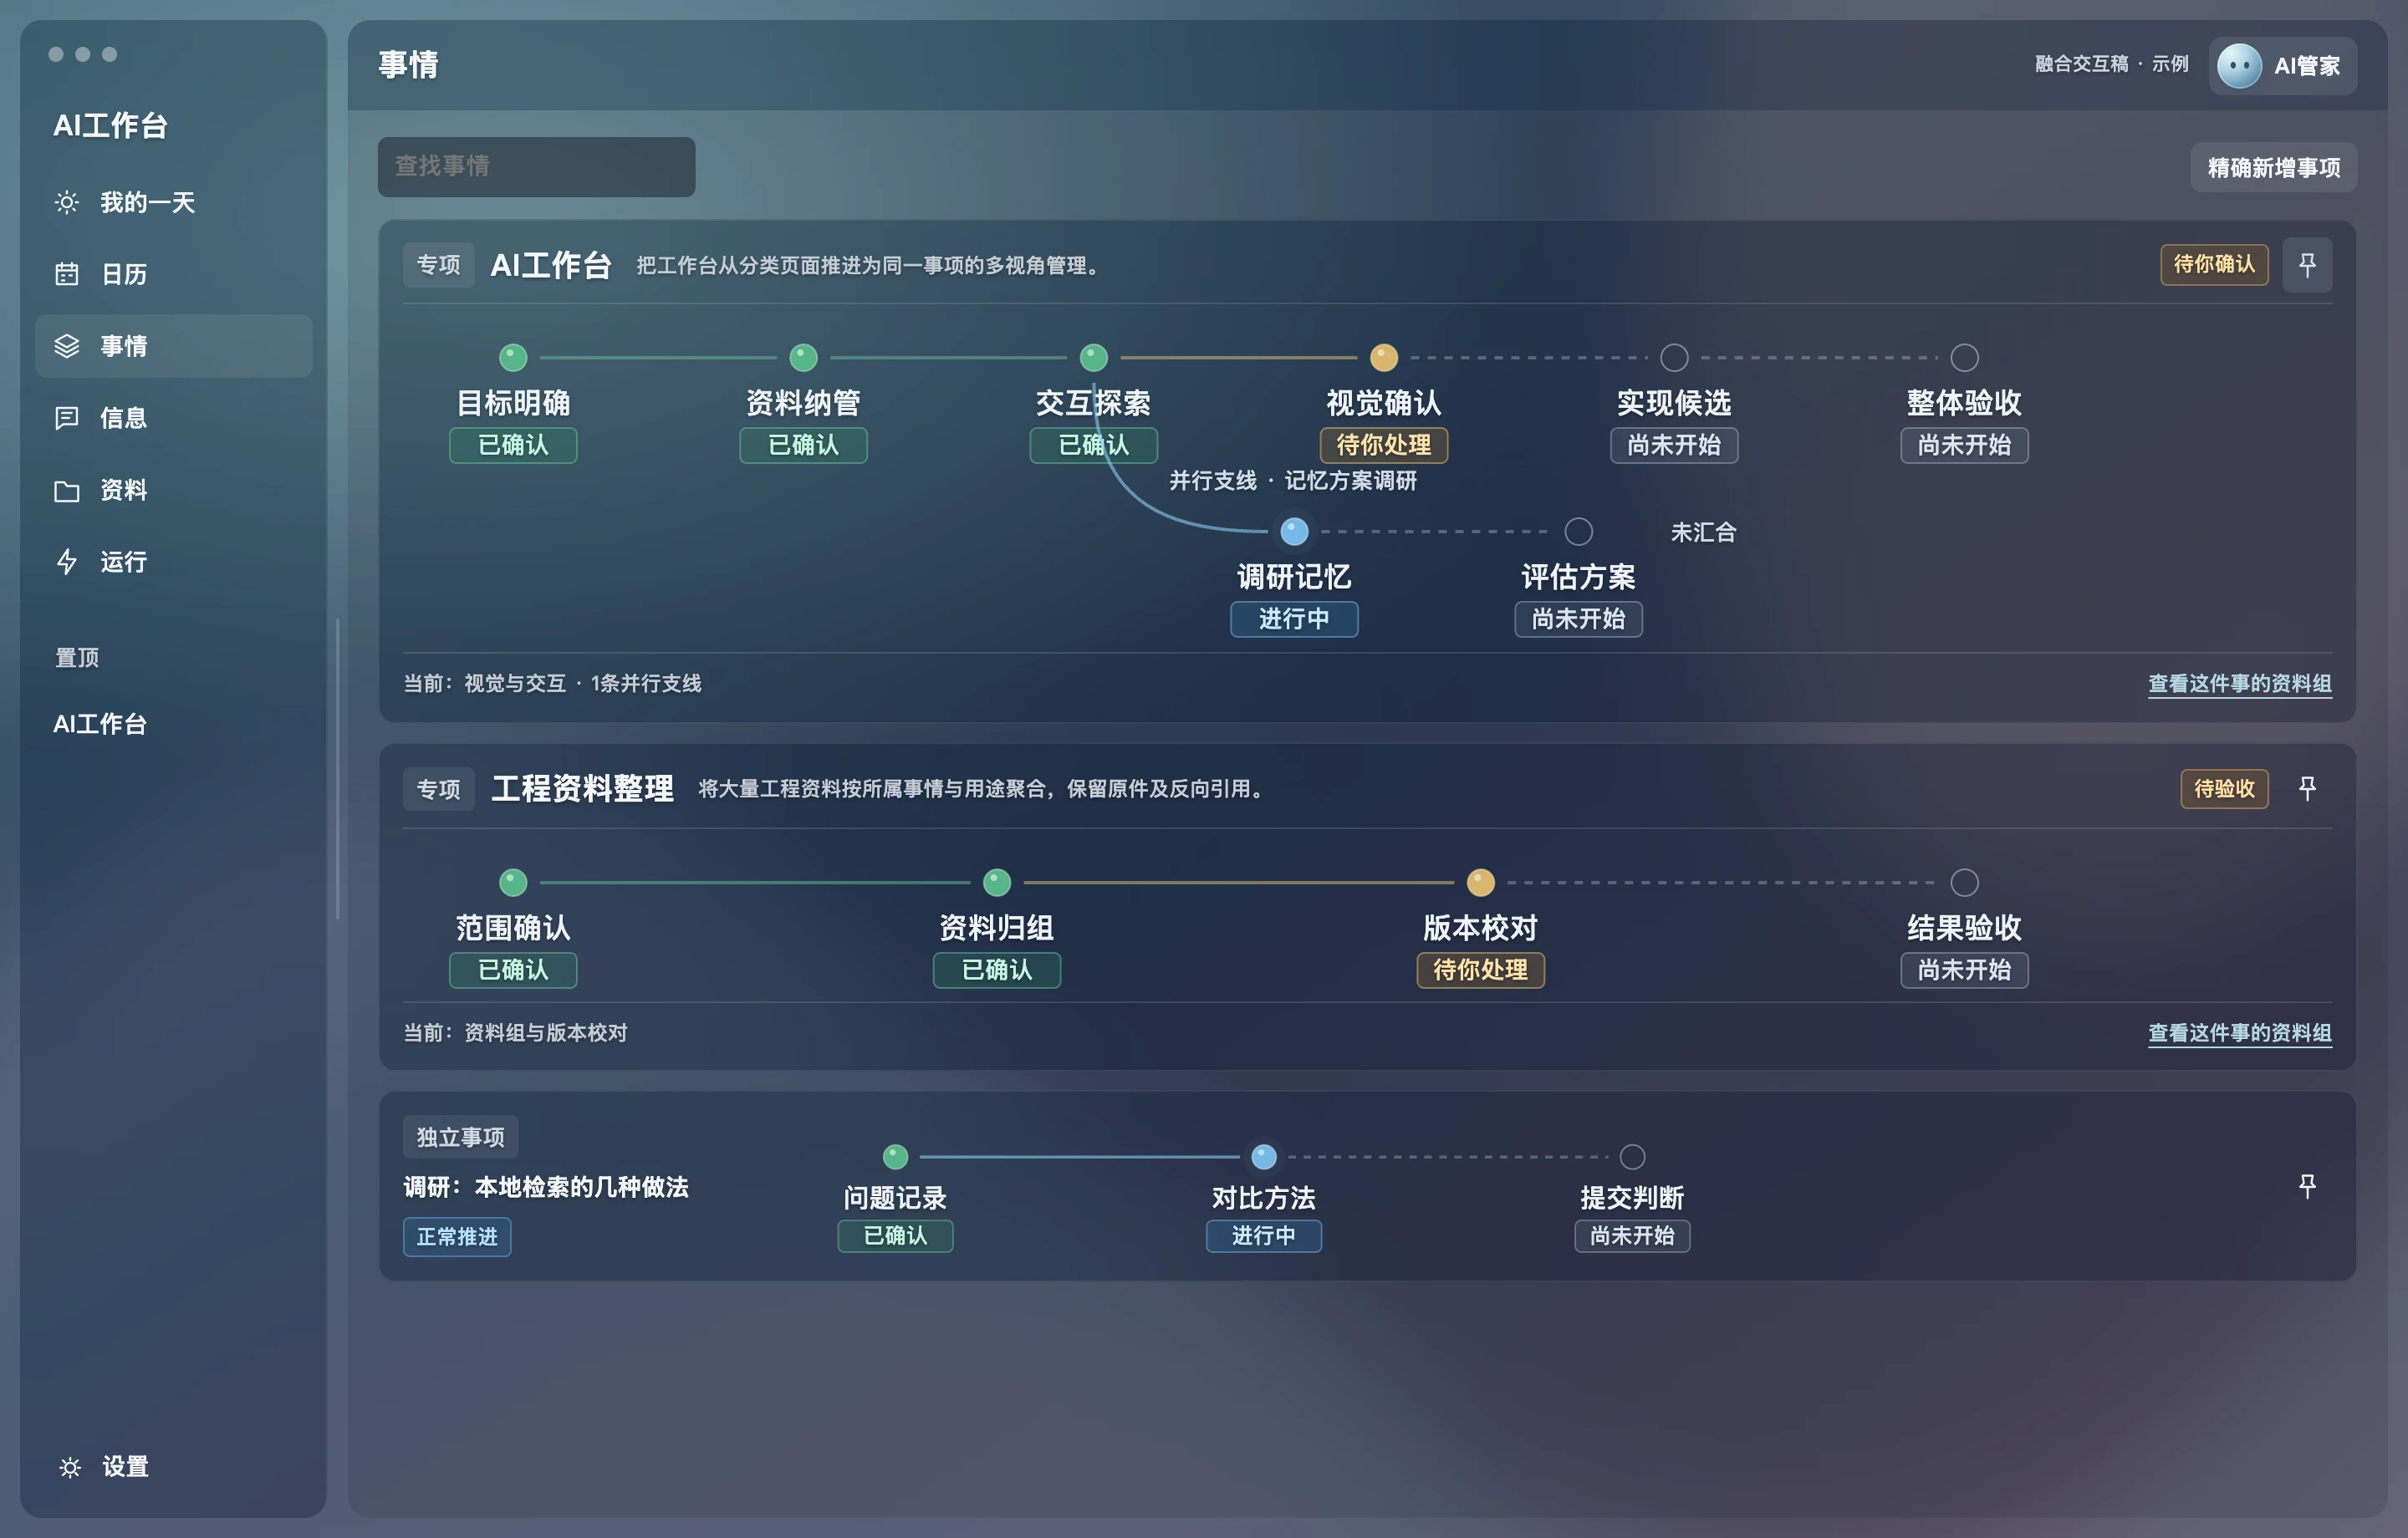 AI工作台
我的一天
日历
事情
信息
资料
运行
置顶
AI工作台
设置
事情
融合交互稿 · 示例
AI管家
查找事情
精确新增事项
专项 AI工作台 把工作台从分类页面推进为同一事项的多视角管理。 待你确认
目标明确 资料纳管 交互探索 视觉确认 实现候选 整体验收
已确认 已确认 已确认 待你处理 尚未开始 尚未开始
并行支线 · 记忆方案调研
未汇合
调研记忆 评估方案
进行中 尚未开始
当前：视觉与交互 · 1条并行支线 查看这件事的资料组
专项 工程资料整理 将大量工程资料按所属事情与用途聚合，保留原件及反向引用。 待验收
范围确认 资料归组 版本校对 结果验收
已确认 已确认 待你处理 尚未开始
当前：资料组与版本校对 查看这件事的资料组
独立事项
调研：本地检索的几种做法
正常推进
问题记录 对比方法 提交判断
已确认 进行中 尚未开始